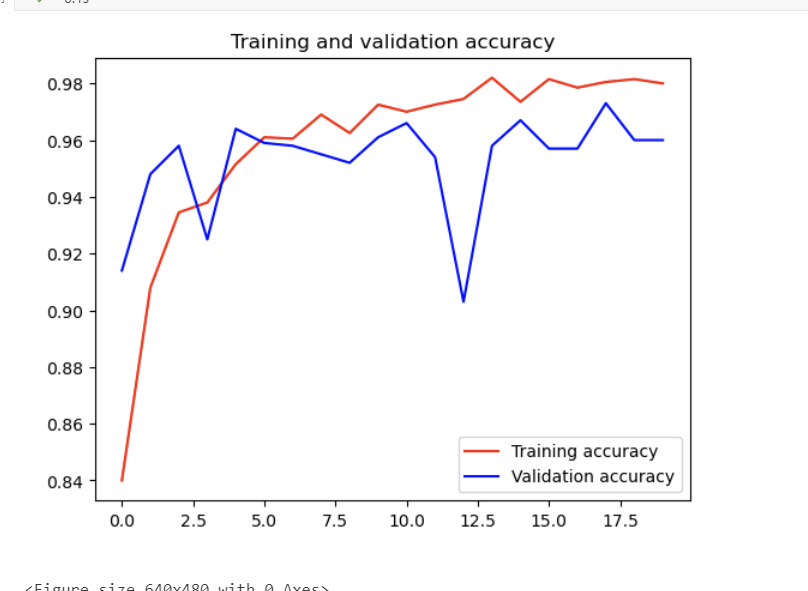 Training and validation accuracy
0.98
0.96
0.94
0.92
0.90
0.88
0.86
0.84
Training accuracy
Validation accuracy
0.0 2.5 5.0 7.5 10.0 12.5 15.0 17.5
<Figure size 640x480 with 0 Axes>